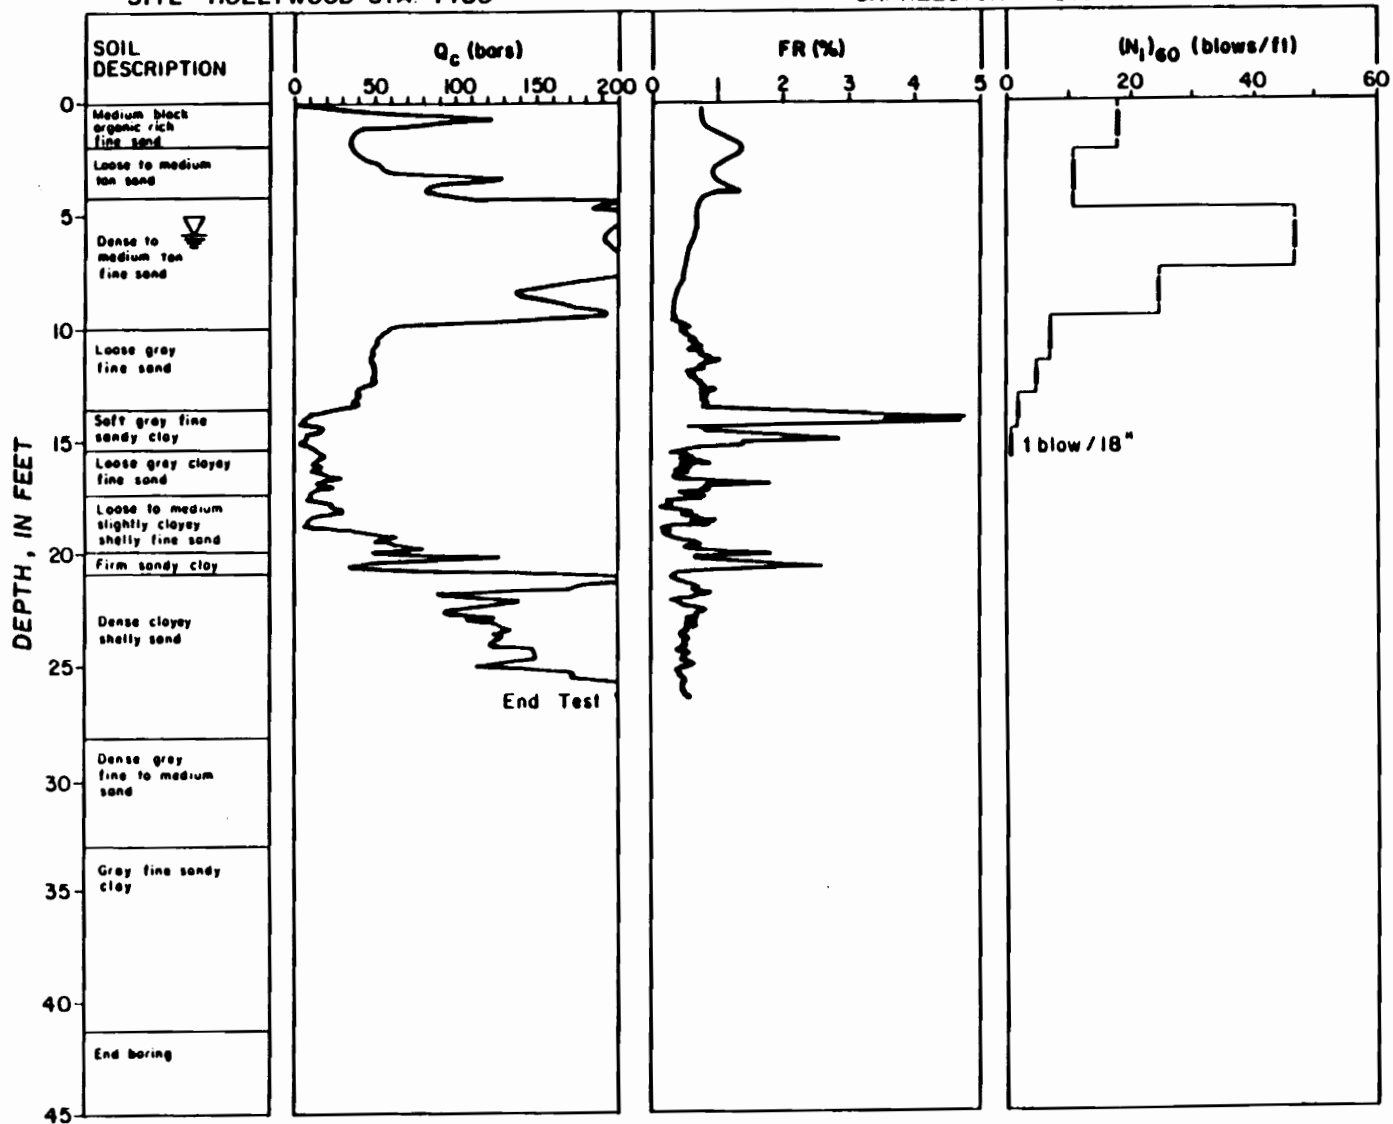 SOIL
DESCRIPTION
Qc (bars)
FR (%)
(N1)60 (blows/ft)
0 50 100 150 200
0 1 2 3 4 5
0 20 40 60
DEPTH, IN FEET
0
5
10
15
20
25
30
35
40
45
Medium black
organic rich
fine sand
Loose to medium
tan sand
Dense to
medium tan
fine sand
Loose gray
fine sand
Soft gray fine
sandy clay
Loose gray clayey
fine sand
Loose to medium
slightly clayey
shelly fine sand
Firm sandy clay
Dense clayey
shelly sand
Dense gray
fine to medium
sand
Gray fine sandy
clay
End boring
End Test
1 blow / 18"